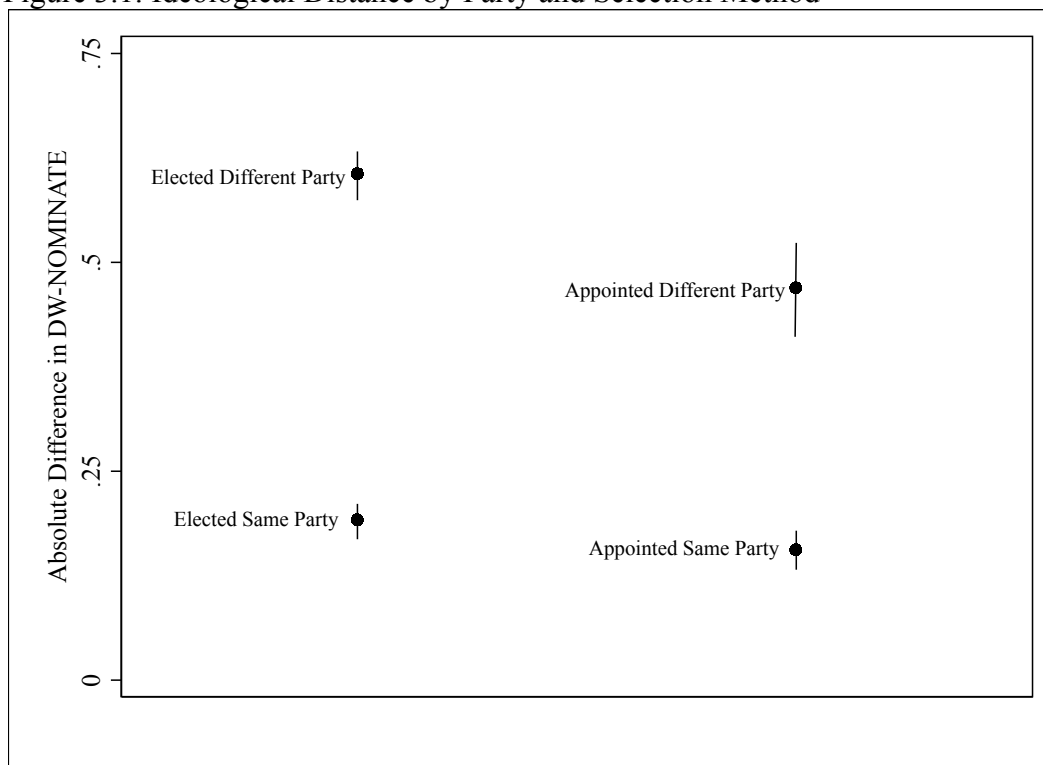 Figure 3.1: Ideological Distance by Party and Selection Method
.75
.5
.25
0
Absolute Difference in DW-NOMINATE
Elected Different Party
Appointed Different Party
Elected Same Party
Appointed Same Party